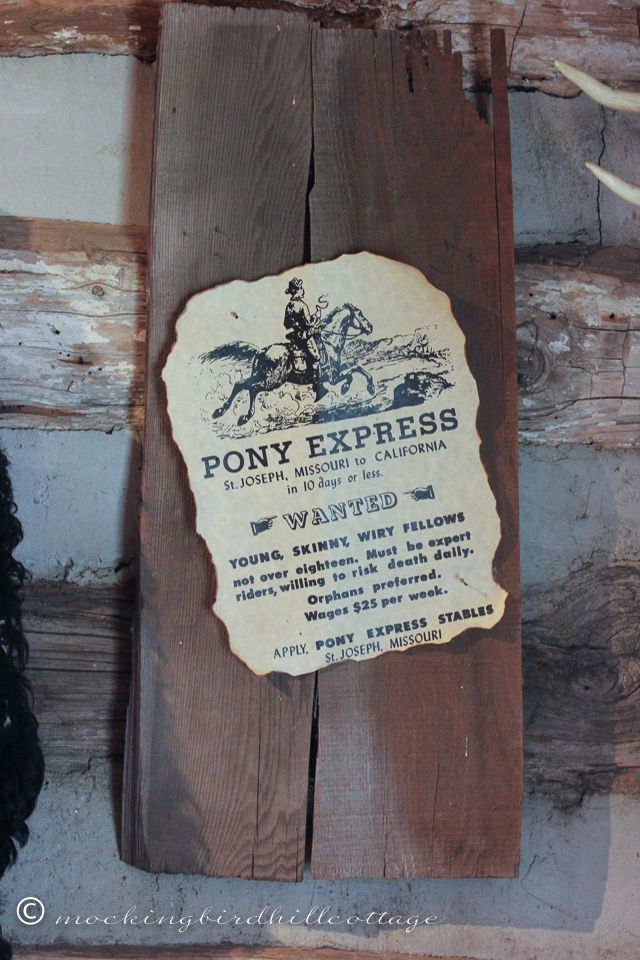 PONY EXPRESS
St. JOSEPH, MISSOURI to CALIFORNIA
in 10 days or less.
WANTED
YOUNG, SKINNY, WIRY FELLOWS
not over eighteen. Must be expert
riders, willing to risk death daily.
Orphans preferred.
Wages $25 per week.
APPLY, PONY EXPRESS STABLES
St. JOSEPH, MISSOURI
© mockingbirdhillcottage